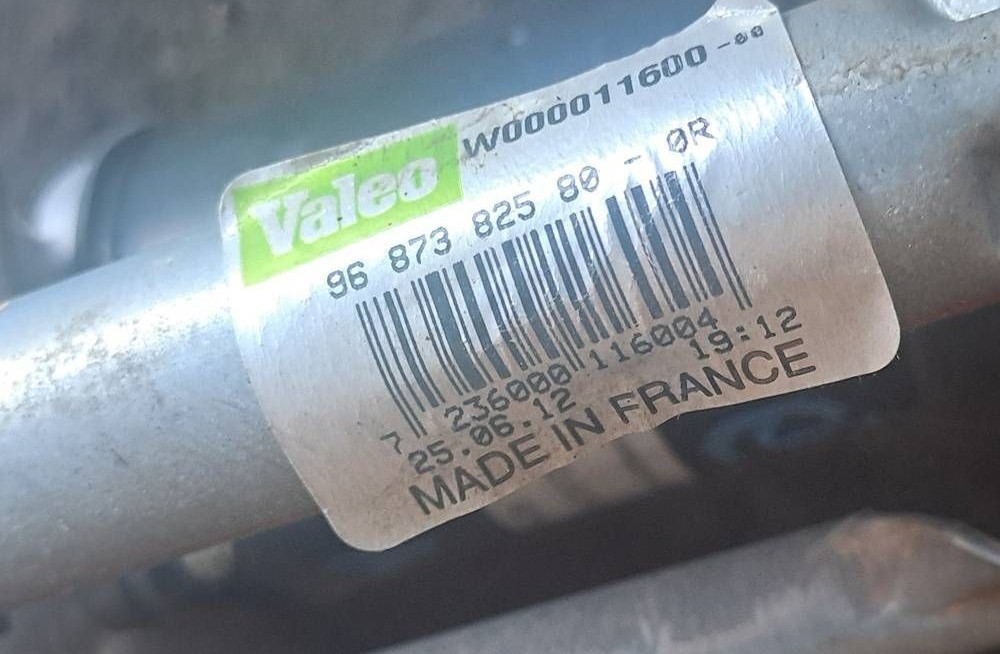 Valeo W000011600 -00
96 873 825 80 - 0R
7 236000 116004
25.06.12 19:12
MADE IN FRANCE